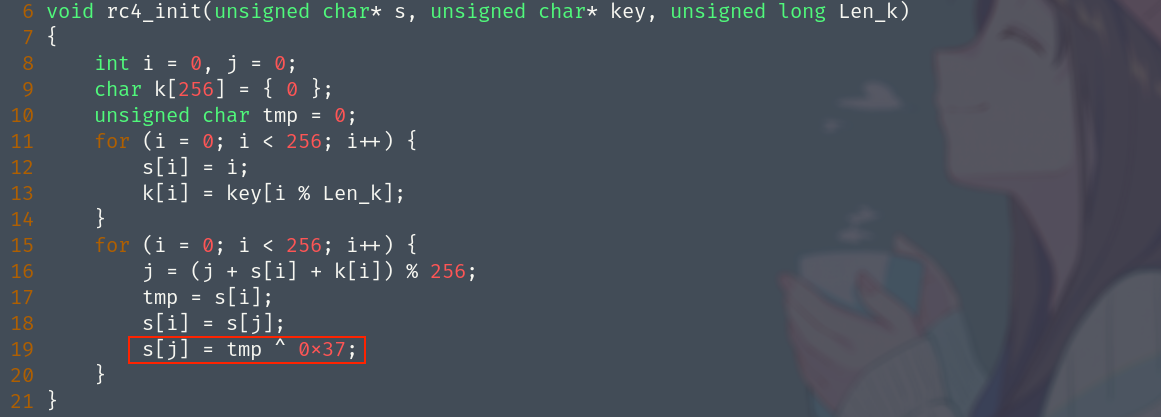 6 void rc4_init(unsigned char* s, unsigned char* key, unsigned long Len_k)
7 {
8     int i = 0, j = 0;
9     char k[256] = { 0 };
10     unsigned char tmp = 0;
11     for (i = 0; i < 256; i++) {
12         s[i] = i;
13         k[i] = key[i % Len_k];
14     }
15     for (i = 0; i < 256; i++) {
16         j = (j + s[i] + k[i]) % 256;
17         tmp = s[i];
18         s[i] = s[j];
19         s[j] = tmp ^ 0x37;
20     }
21 }